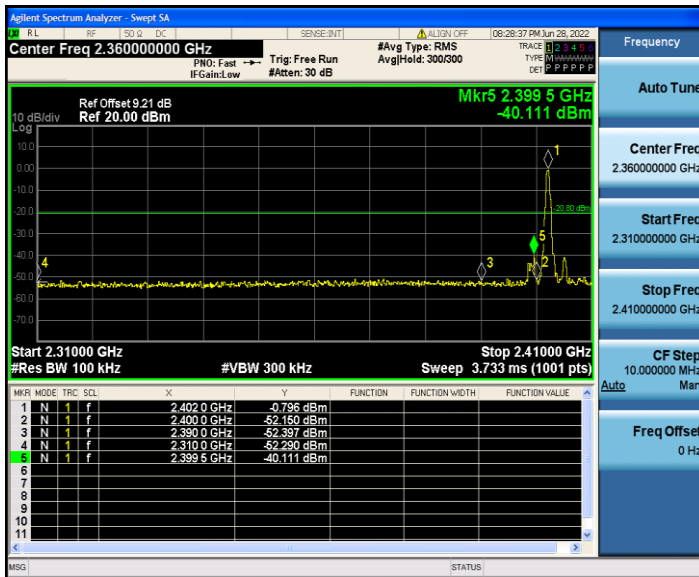 Agilent Spectrum Analyzer - Swept SA
RL RF 50 Ω DC SENSE:INT ALIGN OFF 08:28:37 PM Jun 28, 2022
Center Freq 2.360000000 GHz
PNO: Fast
IFGain:Low
Trig: Free Run
#Atten: 30 dB
#Avg Type: RMS
Avg|Hold: 300/300
TRACE 1 2 3 4 5 6
TYPE M
DET P P P P P P
Ref Offset 9.21 dB
10 dB/div Ref 20.00 dBm
Log
Mkr5 2.399 5 GHz
-40.111 dBm
10.0
0.00
-10.0
-20.0
-30.0
-40.0
-50.0
-60.0
-70.0
1
-20.80 dBm
5
4
3
2
Start 2.31000 GHz Stop 2.41000 GHz
#Res BW 100 kHz #VBW 300 kHz Sweep 3.733 ms (1001 pts)
MKR MODE TRC SCL X Y FUNCTION FUNCTION WIDTH FUNCTION VALUE
1 N 1 f 2.402 0 GHz -0.796 dBm
2 N 1 f 2.400 0 GHz -52.150 dBm
3 N 1 f 2.390 0 GHz -52.397 dBm
4 N 1 f 2.310 0 GHz -52.290 dBm
5 N 1 f 2.399 5 GHz -40.111 dBm
6
7
8
9
10
11
MSG STATUS
Frequency
Auto Tune
Center Freq
2.360000000 GHz
Start Freq
2.310000000 GHz
Stop Freq
2.410000000 GHz
CF Step
10.000000 MHz
Auto Man
Freq Offset
0 Hz